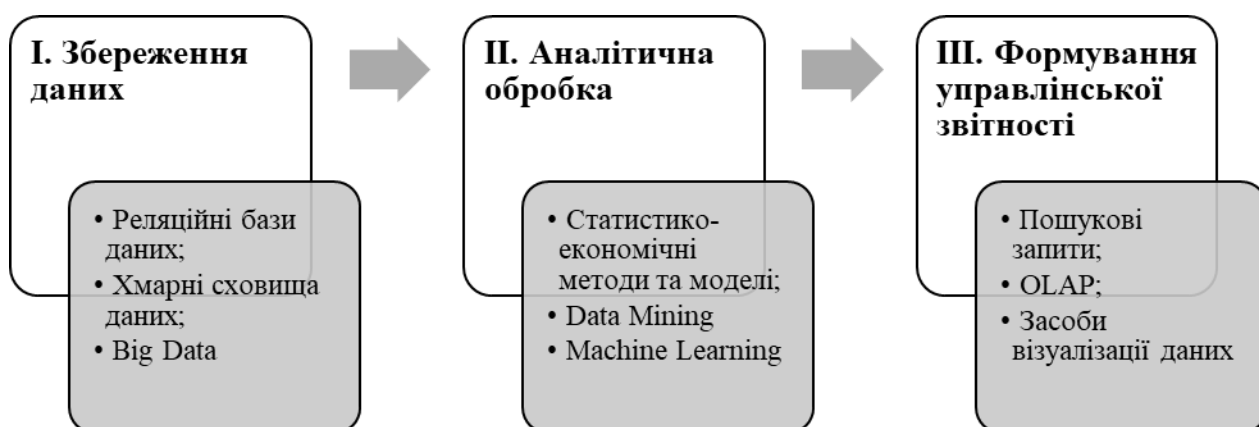 I. Збереження
даних
• Реляційні бази
даних;
• Хмарні сховища
даних;
• Big Data
II. Аналітична
обробка
• Статистико-
економічні
методи та моделі;
• Data Mining
• Machine Learning
III. Формування
управлінської
звітності
• Пошукові
запити;
• OLAP;
• Засоби
візуалізації даних